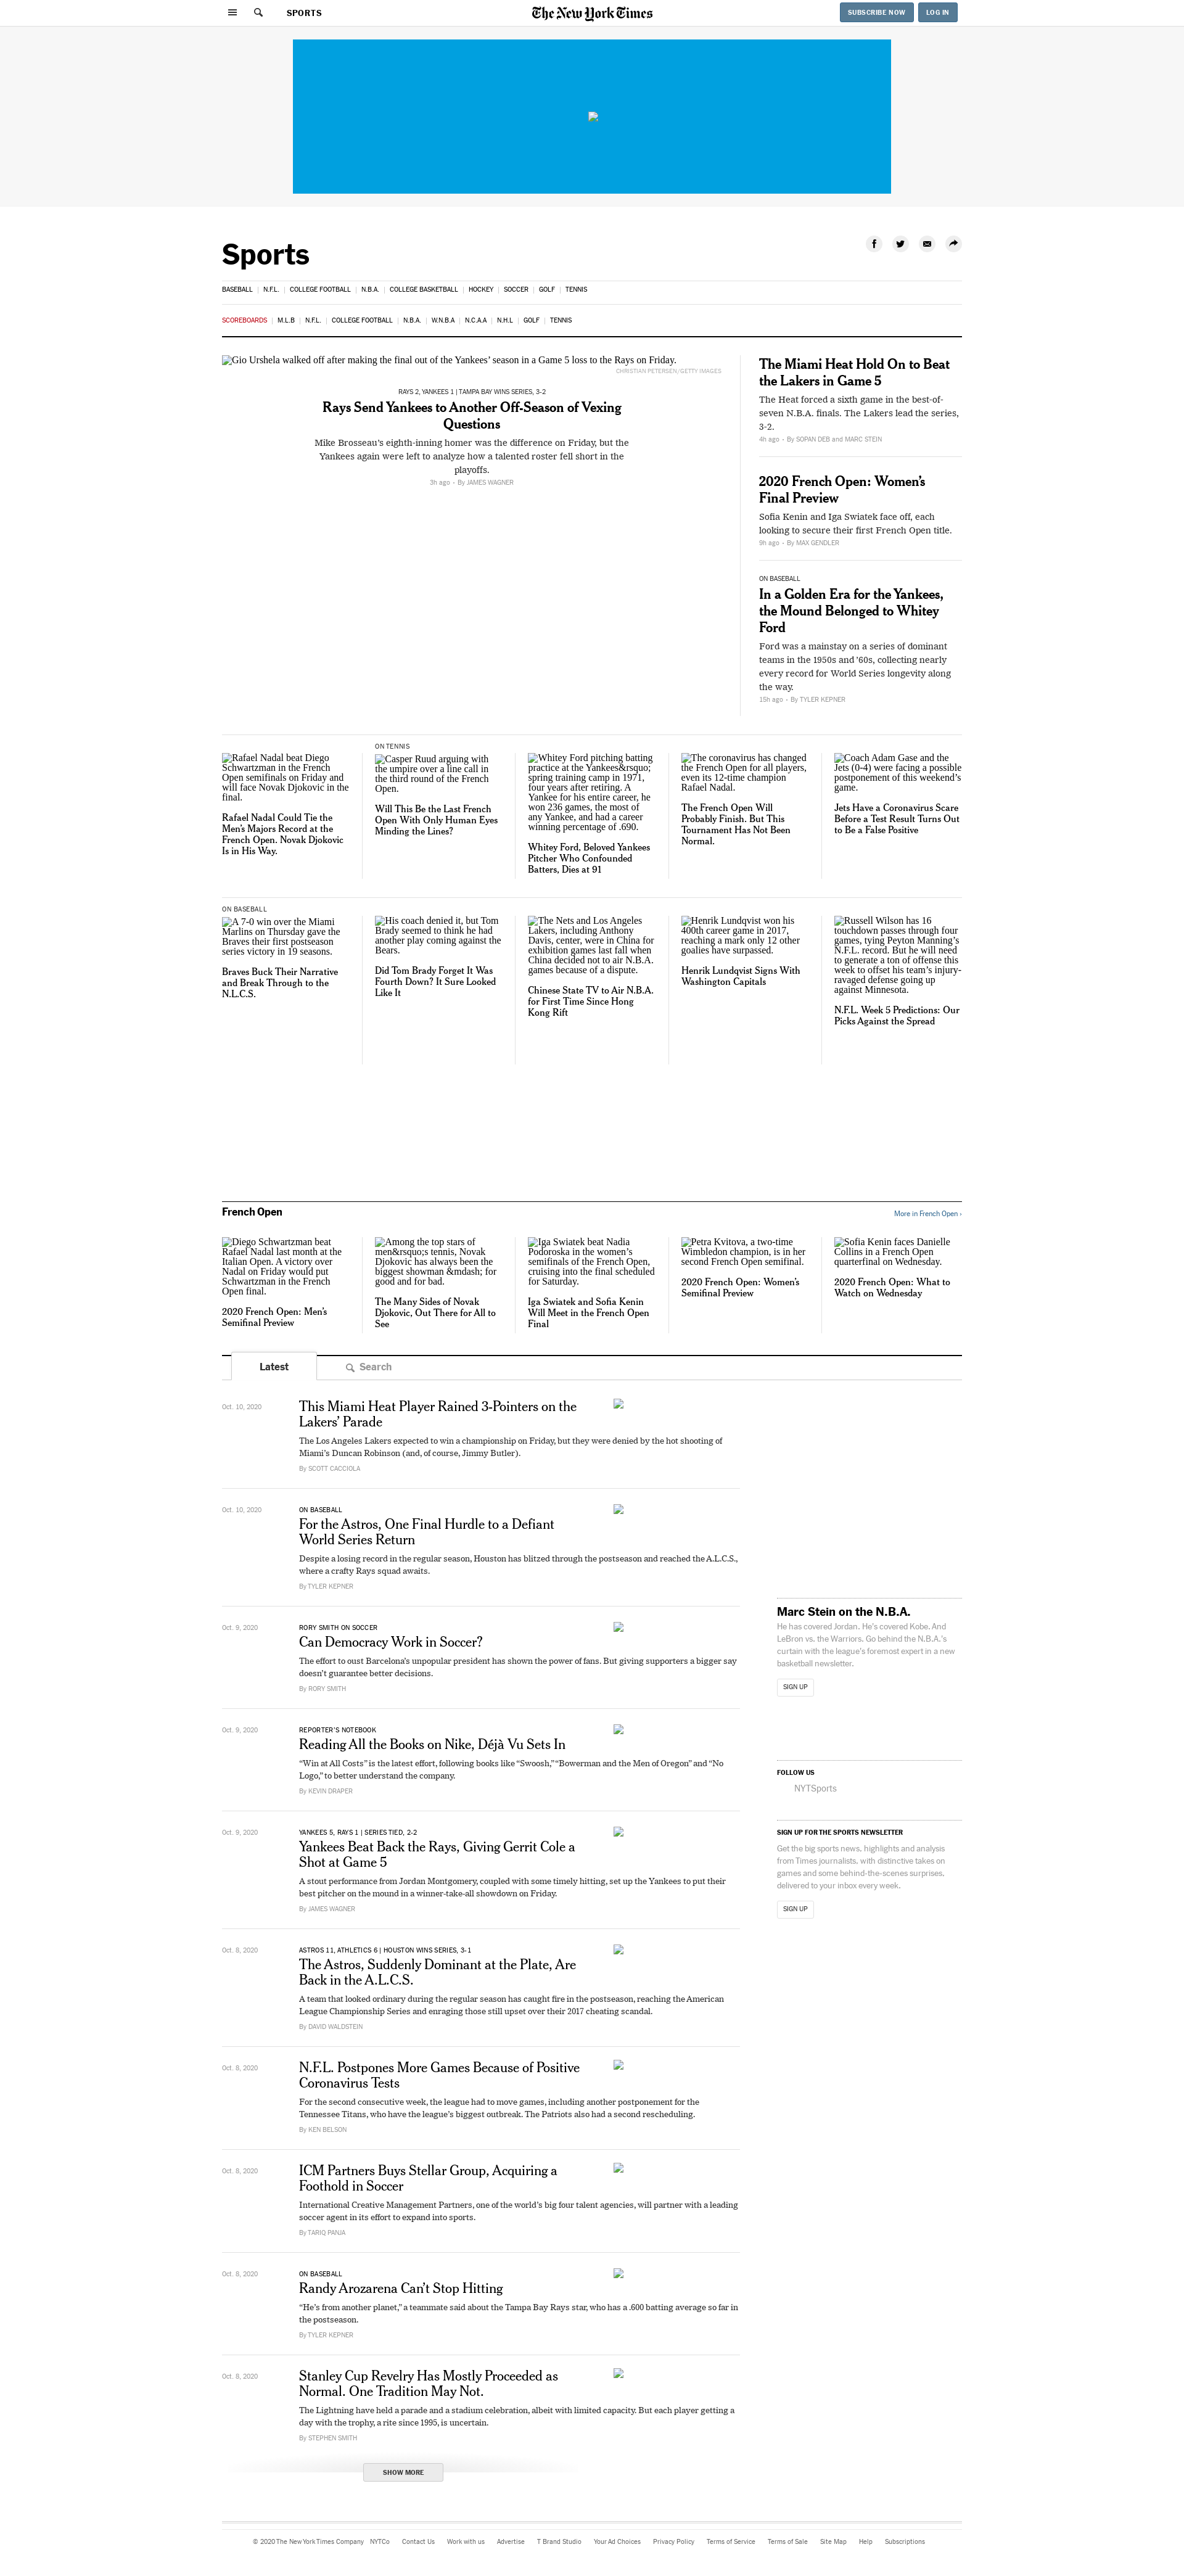 SPORTS
The New York Times
SUBSCRIBE NOW
LOG IN
Sports
BASEBALL | N.F.L. | COLLEGE FOOTBALL | N.B.A. | COLLEGE BASKETBALL | HOCKEY | SOCCER | GOLF | TENNIS
SCOREBOARDS | M.L.B | N.F.L. | COLLEGE FOOTBALL | N.B.A. | W.N.B.A | N.C.A.A | N.H.L | GOLF | TENNIS
Gio Urshela walked off after making the final out of the Yankees’ season in a Game 5 loss to the Rays on Friday.
CHRISTIAN PETERSEN/GETTY IMAGES
RAYS 2, YANKEES 1 | TAMPA BAY WINS SERIES, 3-2
Rays Send Yankees to Another Off-Season of Vexing
Questions
Mike Brosseau’s eighth-inning homer was the difference on Friday, but the
Yankees again were left to analyze how a talented roster fell short in the
playoffs.
3h ago • By JAMES WAGNER
The Miami Heat Hold On to Beat
the Lakers in Game 5
The Heat forced a sixth game in the best-of-
seven N.B.A. finals. The Lakers lead the series,
3-2.
4h ago • By SOPAN DEB and MARC STEIN
2020 French Open: Women’s
Final Preview
Sofia Kenin and Iga Swiatek face off, each
looking to secure their first French Open title.
9h ago • By MAX GENDLER
ON BASEBALL
In a Golden Era for the Yankees,
the Mound Belonged to Whitey
Ford
Ford was a mainstay on a series of dominant
teams in the 1950s and ’60s, collecting nearly
every record for World Series longevity along
the way.
15h ago • By TYLER KEPNER
Rafael Nadal beat Diego
Schwartzman in the French
Open semifinals on Friday and
will face Novak Djokovic in the
final.
Rafael Nadal Could Tie the
Men’s Majors Record at the
French Open. Novak Djokovic
Is in His Way.
ON TENNIS
Casper Ruud arguing with
the umpire over a line call in
the third round of the French
Open.
Will This Be the Last French
Open With Only Human Eyes
Minding the Lines?
Whitey Ford pitching batting
practice at the Yankees&rsquo;
spring training camp in 1971,
four years after retiring. A
Yankee for his entire career, he
won 236 games, the most of
any Yankee, and had a career
winning percentage of .690.
Whitey Ford, Beloved Yankees
Pitcher Who Confounded
Batters, Dies at 91
The coronavirus has changed
the French Open for all players,
even its 12-time champion
Rafael Nadal.
The French Open Will
Probably Finish. But This
Tournament Has Not Been
Normal.
Coach Adam Gase and the
Jets (0-4) were facing a possible
postponement of this weekend’s
game.
Jets Have a Coronavirus Scare
Before a Test Result Turns Out
to Be a False Positive
ON BASEBALL
A 7-0 win over the Miami
Marlins on Thursday gave the
Braves their first postseason
series victory in 19 seasons.
Braves Buck Their Narrative
and Break Through to the
N.L.C.S.
His coach denied it, but Tom
Brady seemed to think he had
another play coming against the
Bears.
Did Tom Brady Forget It Was
Fourth Down? It Sure Looked
Like It
The Nets and Los Angeles
Lakers, including Anthony
Davis, center, were in China for
exhibition games last fall when
China decided not to air N.B.A.
games because of a dispute.
Chinese State TV to Air N.B.A.
for First Time Since Hong
Kong Rift
Henrik Lundqvist won his
400th career game in 2017,
reaching a mark only 12 other
goalies have surpassed.
Henrik Lundqvist Signs With
Washington Capitals
Russell Wilson has 16
touchdown passes through four
games, tying Peyton Manning’s
N.F.L. record. But he will need
to generate a ton of offense this
week to offset his team’s injury-
ravaged defense going up
against Minnesota.
N.F.L. Week 5 Predictions: Our
Picks Against the Spread
French Open
More in French Open ›
Diego Schwartzman beat
Rafael Nadal last month at the
Italian Open. A victory over
Nadal on Friday would put
Schwartzman in the French
Open final.
2020 French Open: Men’s
Semifinal Preview
Among the top stars of
men&rsquo;s tennis, Novak
Djokovic has always been the
biggest showman &mdash; for
good and for bad.
The Many Sides of Novak
Djokovic, Out There for All to
See
Iga Swiatek beat Nadia
Podoroska in the women’s
semifinals of the French Open,
cruising into the final scheduled
for Saturday.
Iga Swiatek and Sofia Kenin
Will Meet in the French Open
Final
Petra Kvitova, a two-time
Wimbledon champion, is in her
second French Open semifinal.
2020 French Open: Women’s
Semifinal Preview
Sofia Kenin faces Danielle
Collins in a French Open
quarterfinal on Wednesday.
2020 French Open: What to
Watch on Wednesday
Latest
Search
Oct. 10, 2020
This Miami Heat Player Rained 3-Pointers on the
Lakers’ Parade
The Los Angeles Lakers expected to win a championship on Friday, but they were denied by the hot shooting of
Miami’s Duncan Robinson (and, of course, Jimmy Butler).
By SCOTT CACCIOLA
Oct. 10, 2020
ON BASEBALL
For the Astros, One Final Hurdle to a Defiant
World Series Return
Despite a losing record in the regular season, Houston has blitzed through the postseason and reached the A.L.C.S.,
where a crafty Rays squad awaits.
By TYLER KEPNER
Oct. 9, 2020
RORY SMITH ON SOCCER
Can Democracy Work in Soccer?
The effort to oust Barcelona’s unpopular president has shown the power of fans. But giving supporters a bigger say
doesn’t guarantee better decisions.
By RORY SMITH
Oct. 9, 2020
REPORTER’S NOTEBOOK
Reading All the Books on Nike, Déjà Vu Sets In
“Win at All Costs” is the latest effort, following books like “Swoosh,” “Bowerman and the Men of Oregon” and “No
Logo,” to better understand the company.
By KEVIN DRAPER
Oct. 9, 2020
YANKEES 5, RAYS 1 | SERIES TIED, 2-2
Yankees Beat Back the Rays, Giving Gerrit Cole a
Shot at Game 5
A stout performance from Jordan Montgomery, coupled with some timely hitting, set up the Yankees to put their
best pitcher on the mound in a winner-take-all showdown on Friday.
By JAMES WAGNER
Oct. 8, 2020
ASTROS 11, ATHLETICS 6 | HOUSTON WINS SERIES, 3-1
The Astros, Suddenly Dominant at the Plate, Are
Back in the A.L.C.S.
A team that looked ordinary during the regular season has caught fire in the postseason, reaching the American
League Championship Series and enraging those still upset over their 2017 cheating scandal.
By DAVID WALDSTEIN
Oct. 8, 2020
N.F.L. Postpones More Games Because of Positive
Coronavirus Tests
For the second consecutive week, the league had to move games, including another postponement for the
Tennessee Titans, who have the league’s biggest outbreak. The Patriots also had a second rescheduling.
By KEN BELSON
Oct. 8, 2020
ICM Partners Buys Stellar Group, Acquiring a
Foothold in Soccer
International Creative Management Partners, one of the world’s big four talent agencies, will partner with a leading
soccer agent in its effort to expand into sports.
By TARIQ PANJA
Oct. 8, 2020
ON BASEBALL
Randy Arozarena Can’t Stop Hitting
“He’s from another planet,” a teammate said about the Tampa Bay Rays star, who has a .600 batting average so far in
the postseason.
By TYLER KEPNER
Oct. 8, 2020
Stanley Cup Revelry Has Mostly Proceeded as
Normal. One Tradition May Not.
The Lightning have held a parade and a stadium celebration, albeit with limited capacity. But each player getting a
day with the trophy, a rite since 1995, is uncertain.
By STEPHEN SMITH
SHOW MORE
Marc Stein on the N.B.A.
He has covered Jordan. He’s covered Kobe. And
LeBron vs. the Warriors. Go behind the N.B.A.’s
curtain with the league’s foremost expert in a new
basketball newsletter.
SIGN UP
FOLLOW US
NYTSports
SIGN UP FOR THE SPORTS NEWSLETTER
Get the big sports news, highlights and analysis
from Times journalists, with distinctive takes on
games and some behind-the-scenes surprises,
delivered to your inbox every week.
SIGN UP
© 2020 The New York Times Company NYTCo Contact Us Work with us Advertise T Brand Studio Your Ad Choices Privacy Policy Terms of Service Terms of Sale Site Map Help Subscriptions